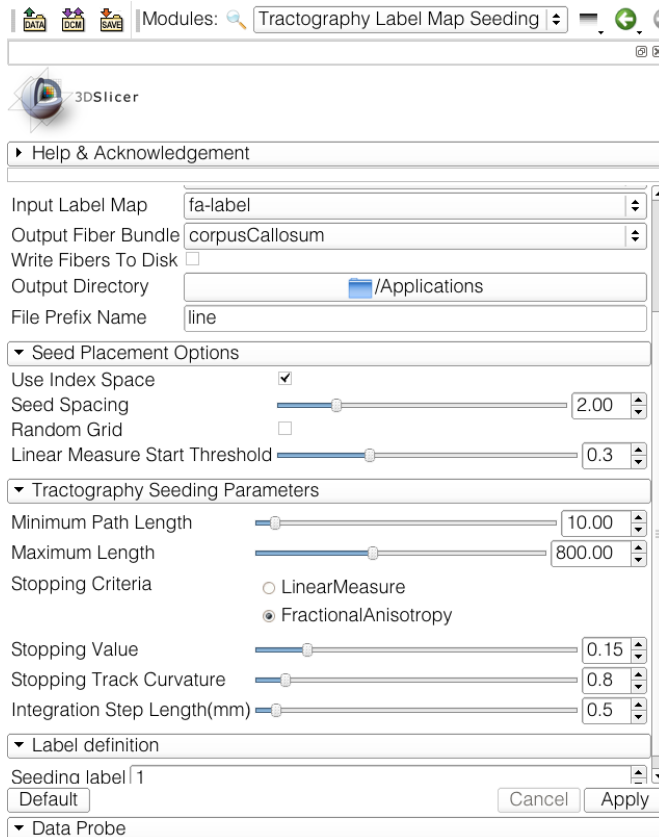 DATA DCM SAVE Modules: Tractography Label Map Seeding
3DSlicer
Help & Acknowledgement
Input Label Map fa-label
Output Fiber Bundle corpusCallosum
Write Fibers To Disk
Output Directory /Applications
File Prefix Name line
Seed Placement Options
Use Index Space
Seed Spacing 2.00
Random Grid
Linear Measure Start Threshold 0.3
Tractography Seeding Parameters
Minimum Path Length 10.00
Maximum Length 800.00
Stopping Criteria LinearMeasure
FractionalAnisotropy
Stopping Value 0.15
Stopping Track Curvature 0.8
Integration Step Length(mm) 0.5
Label definition
Seeding label 1
Default Cancel Apply
Data Probe